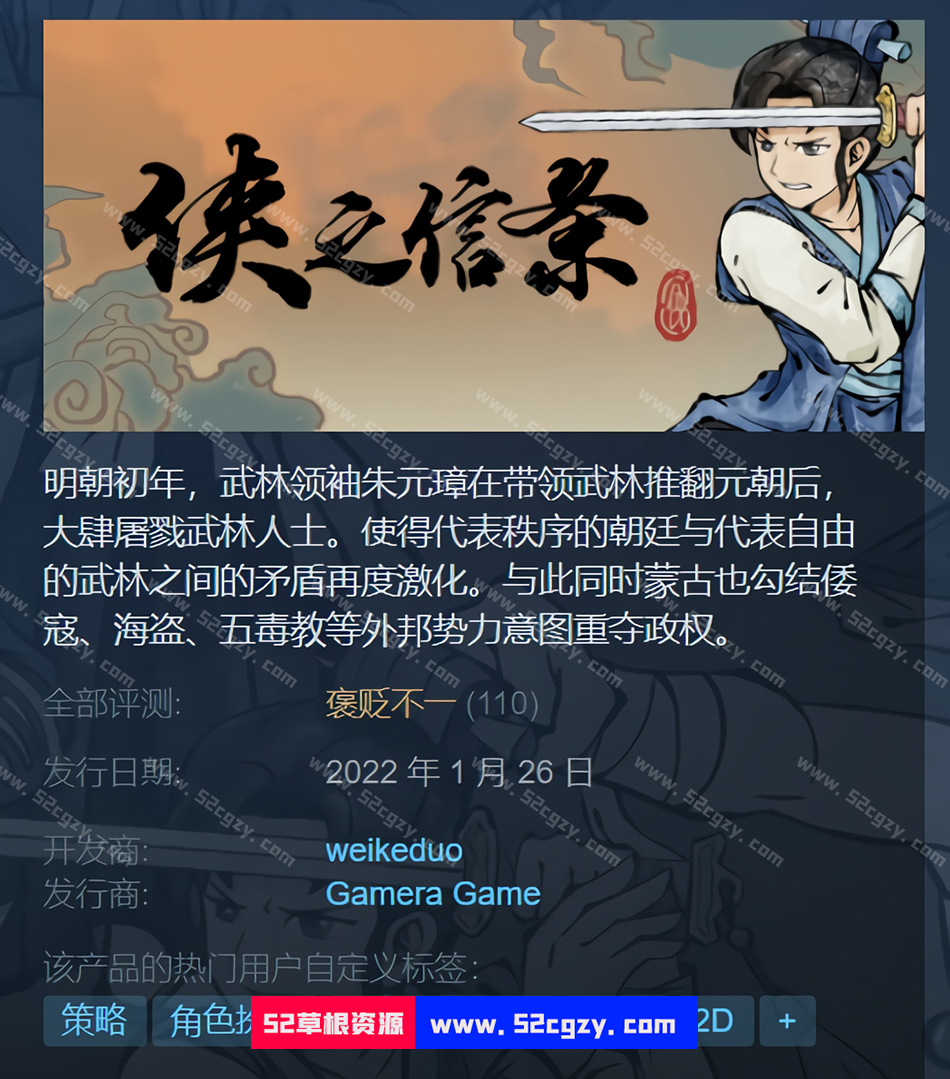 侠之信条
明朝初年，武林领袖朱元璋在带领武林推翻元朝后，
大肆屠戮武林人士。使得代表秩序的朝廷与代表自由
的武林之间的矛盾再度激化。与此同时蒙古也勾结倭
寇、海盗、五毒教等外邦势力意图重夺政权。
全部评测: 褒贬不一 (110)
发行日期: 2022 年 1 月 26 日
开发商: weikeduo
发行商: Gamera Game
该产品的热门用户自定义标签:
策略 角色 52草根资源 www.52cgzy.com 2D +
www.52cgzy.com